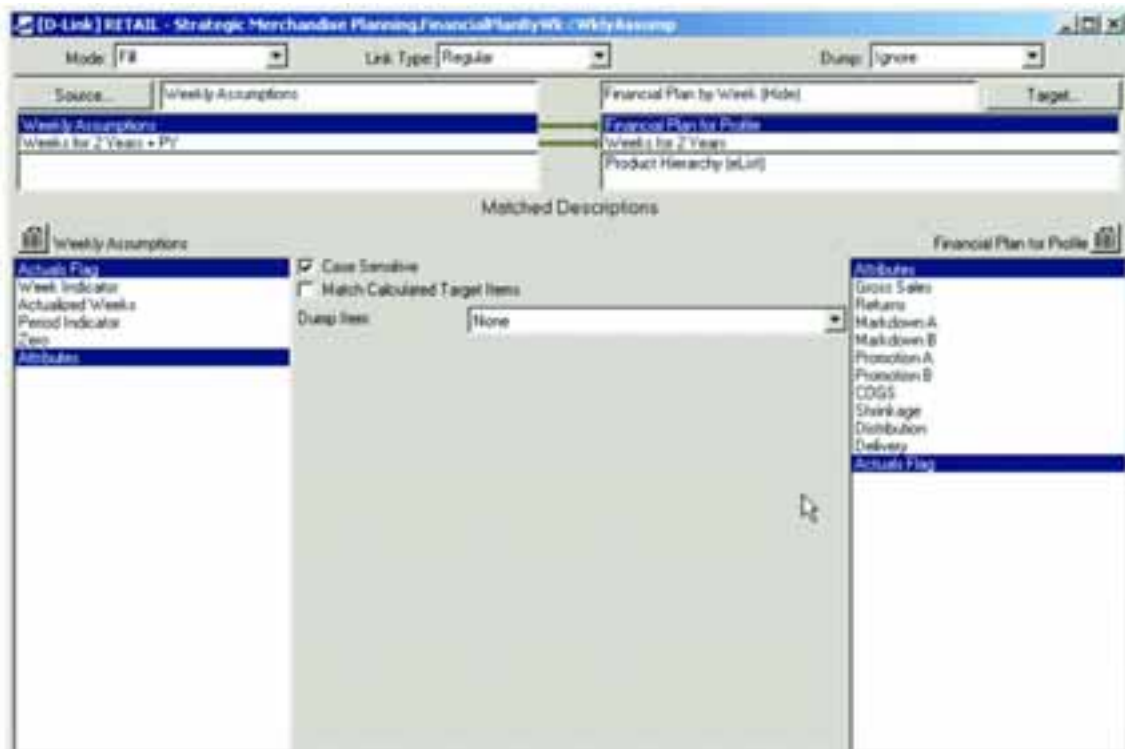 [D-Link] RETAIL - Strategic Merchandise Planning.FinancialPlanByWk / WklyAssump
Mode: Fill Link Type: Regular Dump: Ignore
Source... Weekly Assumptions Financial Plan by Week (Hide) Target...
Weekly Assumptions Financial Plan for Profile
Weeks for 2 Years + PY Weeks for 2 Years
Product Hierarchy (eList)
Matched Descriptions
Weekly Assumptions Financial Plan for Profile
Actuals Flag
Week Indicator
Actualized Weeks
Period Indicator
Zero
Attributes
Case Sensitive
Match Calculated Target Items
Dump Item: None
Attributes
Gross Sales
Returns
Markdown A
Markdown B
Promotion A
Promotion B
COGS
Shrinkage
Distribution
Delivery
Actuals Flag